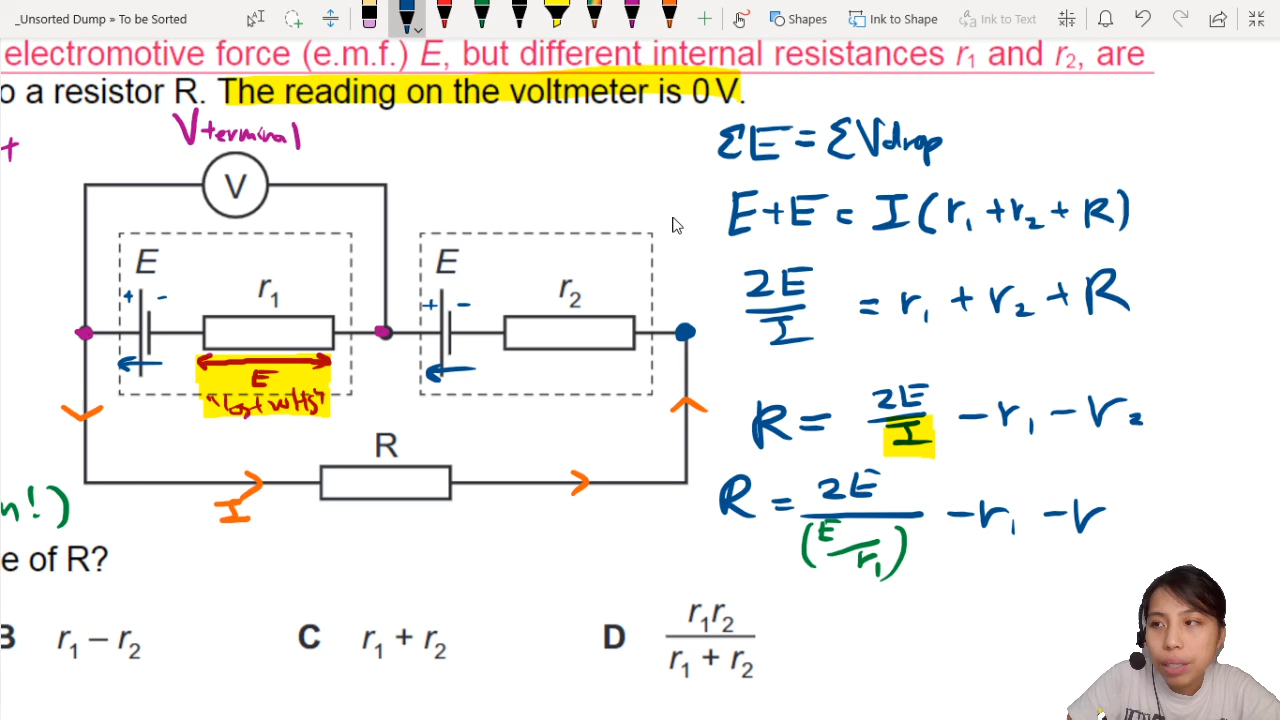 _Unsorted Dump » To be Sorted
Shapes Ink to Shape Ink to Text
electromotive force (e.m.f.) E, but different internal resistances r₁ and r₂, are
o a resistor R. The reading on the voltmeter is 0 V.
Vterminal
V
E r₁ E r₂
+ - + -
E
"lost volts"
R
I
n!)
ΣE = ΣVdrop
E+E = I(r₁ + r₂ + R)
2E/I = r₁ + r₂ + R
R = 2E/I - r₁ - r₂
R = 2E/(E/r₁) - r₁ - r
e of R?
B r₁ – r₂ C r₁ + r₂ D r₁r₂/(r₁ + r₂)